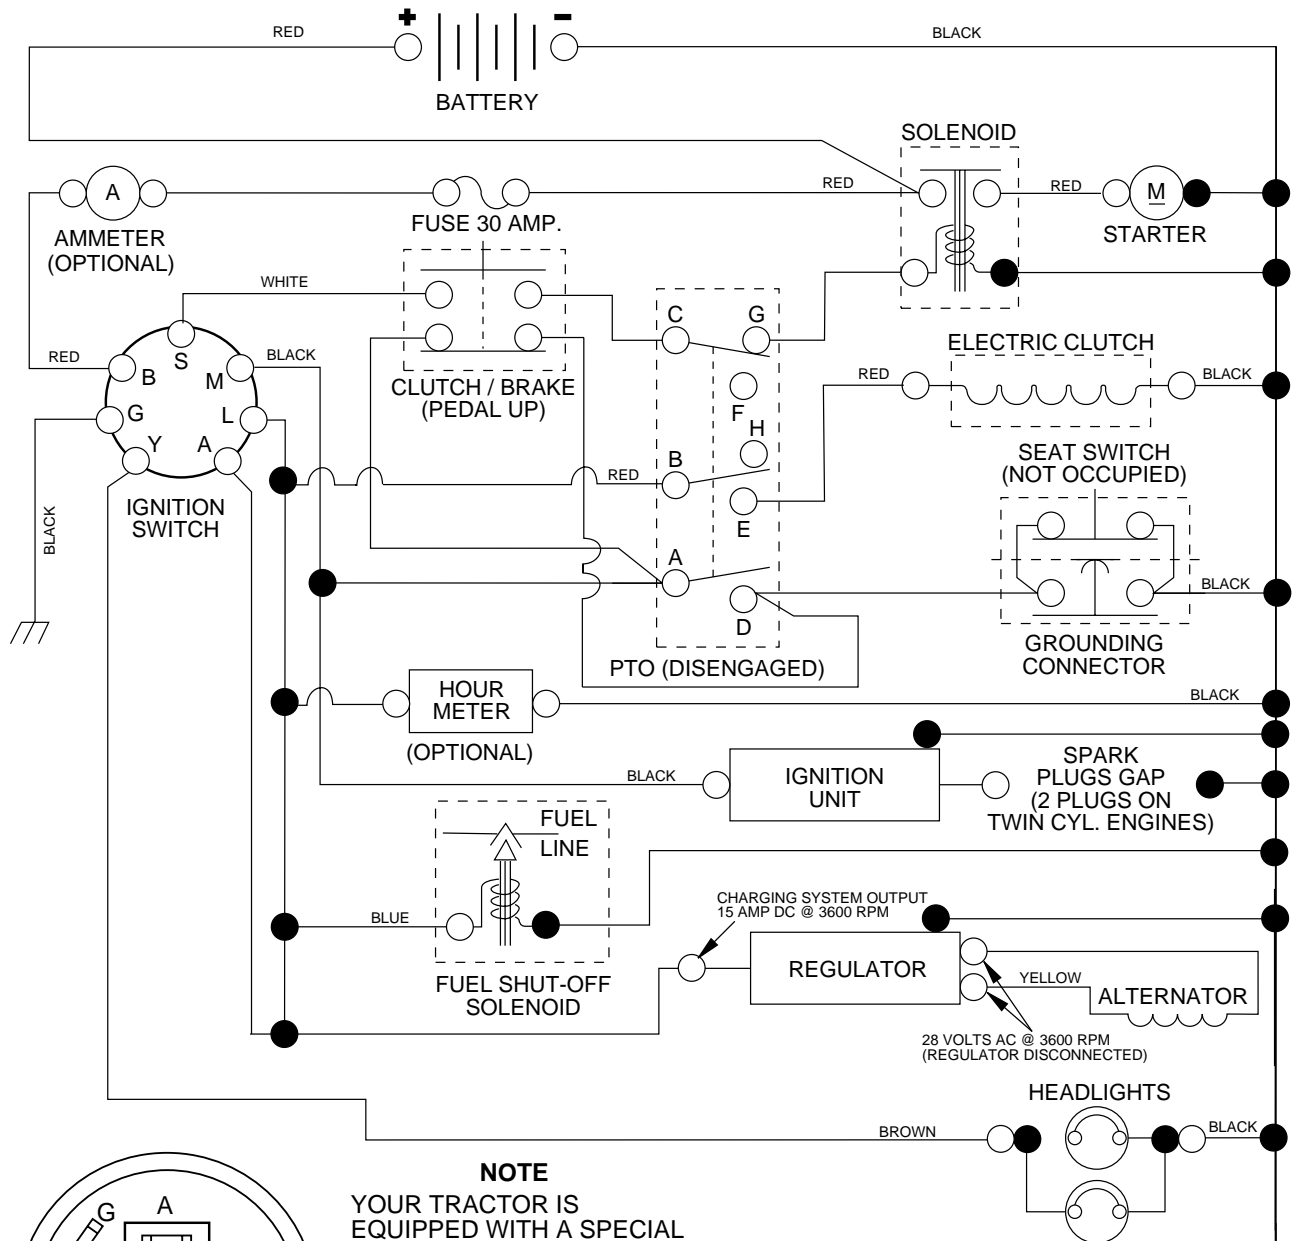 + -
RED
BLACK
BATTERY
SOLENOID
A
RED
RED
M
FUSE 30 AMP.
AMMETER
(OPTIONAL)
STARTER
WHITE
C G
ELECTRIC CLUTCH
RED
BLACK
S
B
M
RED
BLACK
CLUTCH / BRAKE
(PEDAL UP)
F
G
L
H
Y
A
SEAT SWITCH
(NOT OCCUPIED)
B
RED
IGNITION
SWITCH
BLACK
E
A
BLACK
D
GROUNDING
CONNECTOR
PTO (DISENGAGED)
HOUR
METER
BLACK
(OPTIONAL)
BLACK
IGNITION
UNIT
SPARK
PLUGS GAP
(2 PLUGS ON
TWIN CYL. ENGINES)
FUEL
LINE
CHARGING SYSTEM OUTPUT
15 AMP DC @ 3600 RPM
BLUE
REGULATOR
YELLOW
FUEL SHUT-OFF
SOLENOID
ALTERNATOR
28 VOLTS AC @ 3600 RPM
(REGULATOR DISCONNECTED)
HEADLIGHTS
BROWN
BLACK
NOTE
YOUR TRACTOR IS
EQUIPPED WITH A SPECIAL
G A